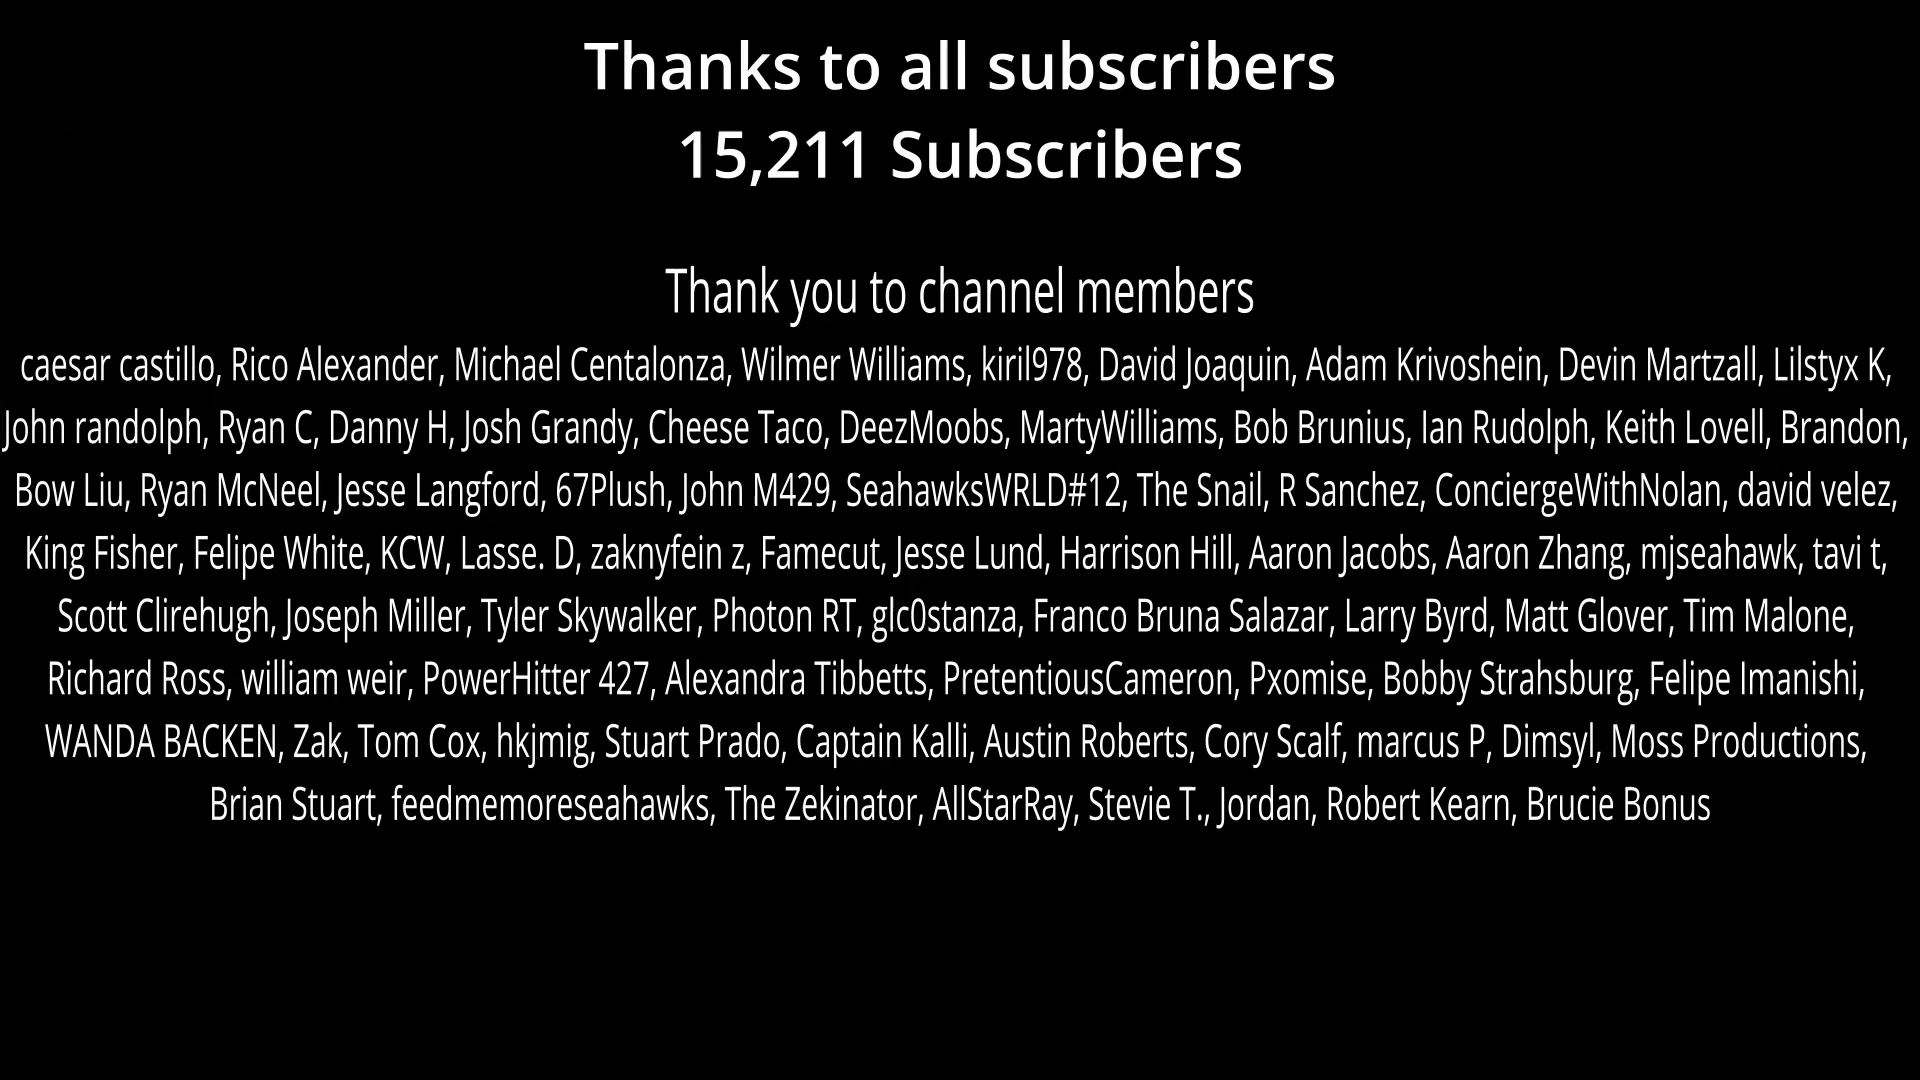 Thanks to all subscribers
15,211 Subscribers
Thank you to channel members
caesar castillo, Rico Alexander, Michael Centalonza, Wilmer Williams, kiril978, David Joaquin, Adam Krivoshein, Devin Martzall, Lilstyx K,
John randolph, Ryan C, Danny H, Josh Grandy, Cheese Taco, DeezMoobs, MartyWilliams, Bob Brunius, Ian Rudolph, Keith Lovell, Brandon,
Bow Liu, Ryan McNeel, Jesse Langford, 67Plush, John M429, SeahawksWRLD#12, The Snail, R Sanchez, ConciergeWithNolan, david velez,
King Fisher, Felipe White, KCW, Lasse. D, zaknyfein z, Famecut, Jesse Lund, Harrison Hill, Aaron Jacobs, Aaron Zhang, mjseahawk, tavi t,
Scott Clirehugh, Joseph Miller, Tyler Skywalker, Photon RT, glc0stanza, Franco Bruna Salazar, Larry Byrd, Matt Glover, Tim Malone,
Richard Ross, william weir, PowerHitter 427, Alexandra Tibbetts, PretentiousCameron, Pxomise, Bobby Strahsburg, Felipe Imanishi,
WANDA BACKEN, Zak, Tom Cox, hkjmig, Stuart Prado, Captain Kalli, Austin Roberts, Cory Scalf, marcus P, Dimsyl, Moss Productions,
Brian Stuart, feedmemoreseahawks, The Zekinator, AllStarRay, Stevie T., Jordan, Robert Kearn, Brucie Bonus